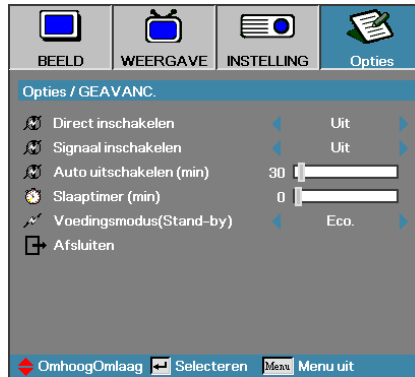 BEELD WEERGAVE INSTELLING Opties
Opties / GEAVANC.
Direct inschakelen Uit
Signaal inschakelen Uit
Auto uitschakelen (min) 30
Slaaptimer (min) 0
Voedingsmodus(Stand-by) Eco.
Afsluiten
OmhoogOmlaag Selecteren Menu Menu uit